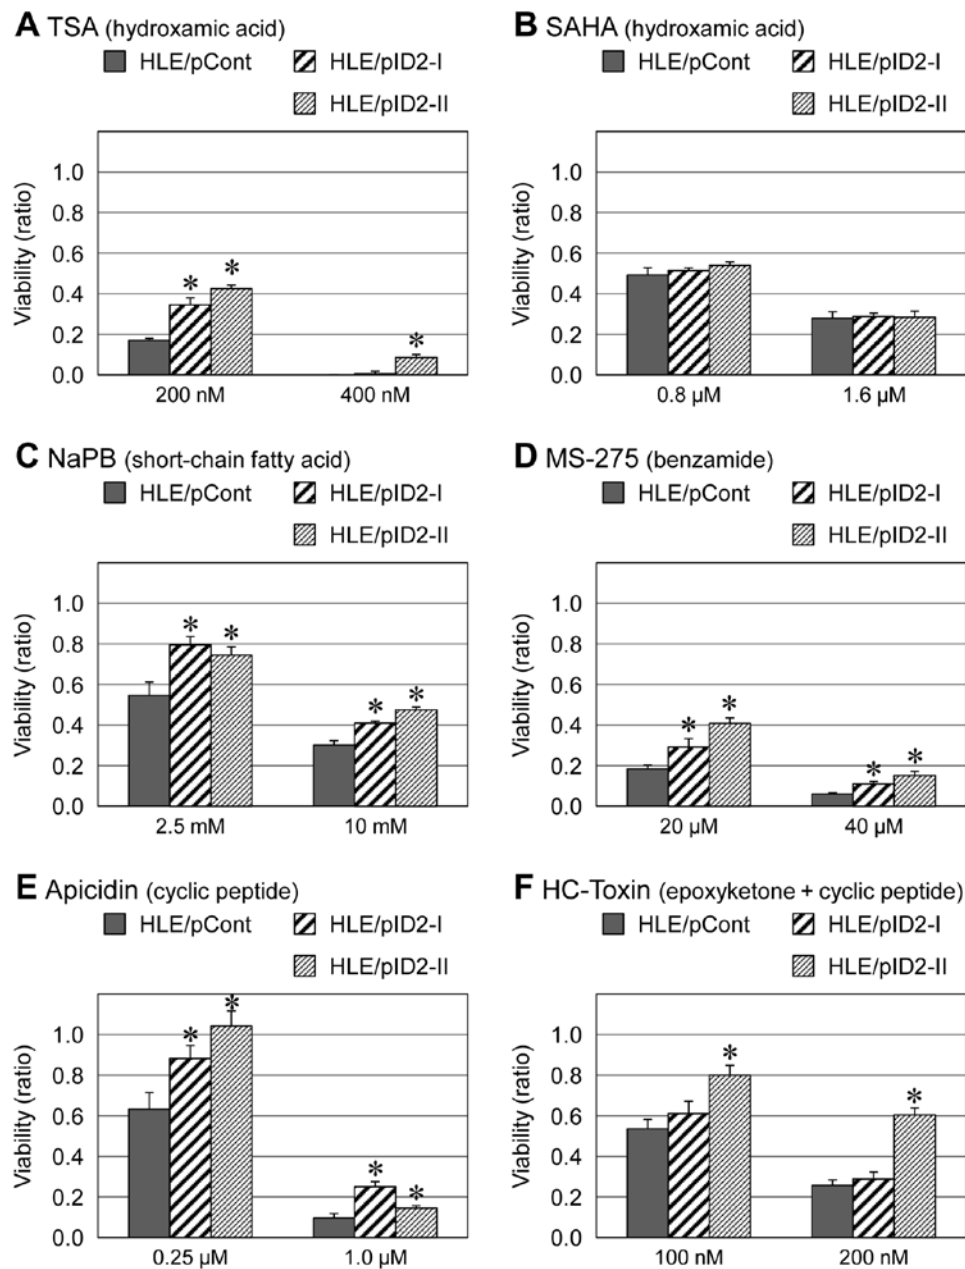 A TSA (hydroxamic acid)
HLE/pCont
HLE/pID2-I
HLE/pID2-II
Viability (ratio)
1.0
0.8
0.6
0.4
0.2
0.0
*
*
*
200 nM
400 nM
B SAHA (hydroxamic acid)
HLE/pCont
HLE/pID2-I
HLE/pID2-II
Viability (ratio)
1.0
0.8
0.6
0.4
0.2
0.0
0.8 µM
1.6 µM
C NaPB (short-chain fatty acid)
HLE/pCont
HLE/pID2-I
HLE/pID2-II
Viability (ratio)
1.0
0.8
0.6
0.4
0.2
0.0
*
*
*
*
2.5 mM
10 mM
D MS-275 (benzamide)
HLE/pCont
HLE/pID2-I
HLE/pID2-II
Viability (ratio)
1.0
0.8
0.6
0.4
0.2
0.0
*
*
*
*
20 µM
40 µM
E Apicidin (cyclic peptide)
HLE/pCont
HLE/pID2-I
HLE/pID2-II
Viability (ratio)
1.0
0.8
0.6
0.4
0.2
0.0
*
*
*
*
0.25 µM
1.0 µM
F HC-Toxin (epoxyketone + cyclic peptide)
HLE/pCont
HLE/pID2-I
HLE/pID2-II
Viability (ratio)
1.0
0.8
0.6
0.4
0.2
0.0
*
*
100 nM
200 nM